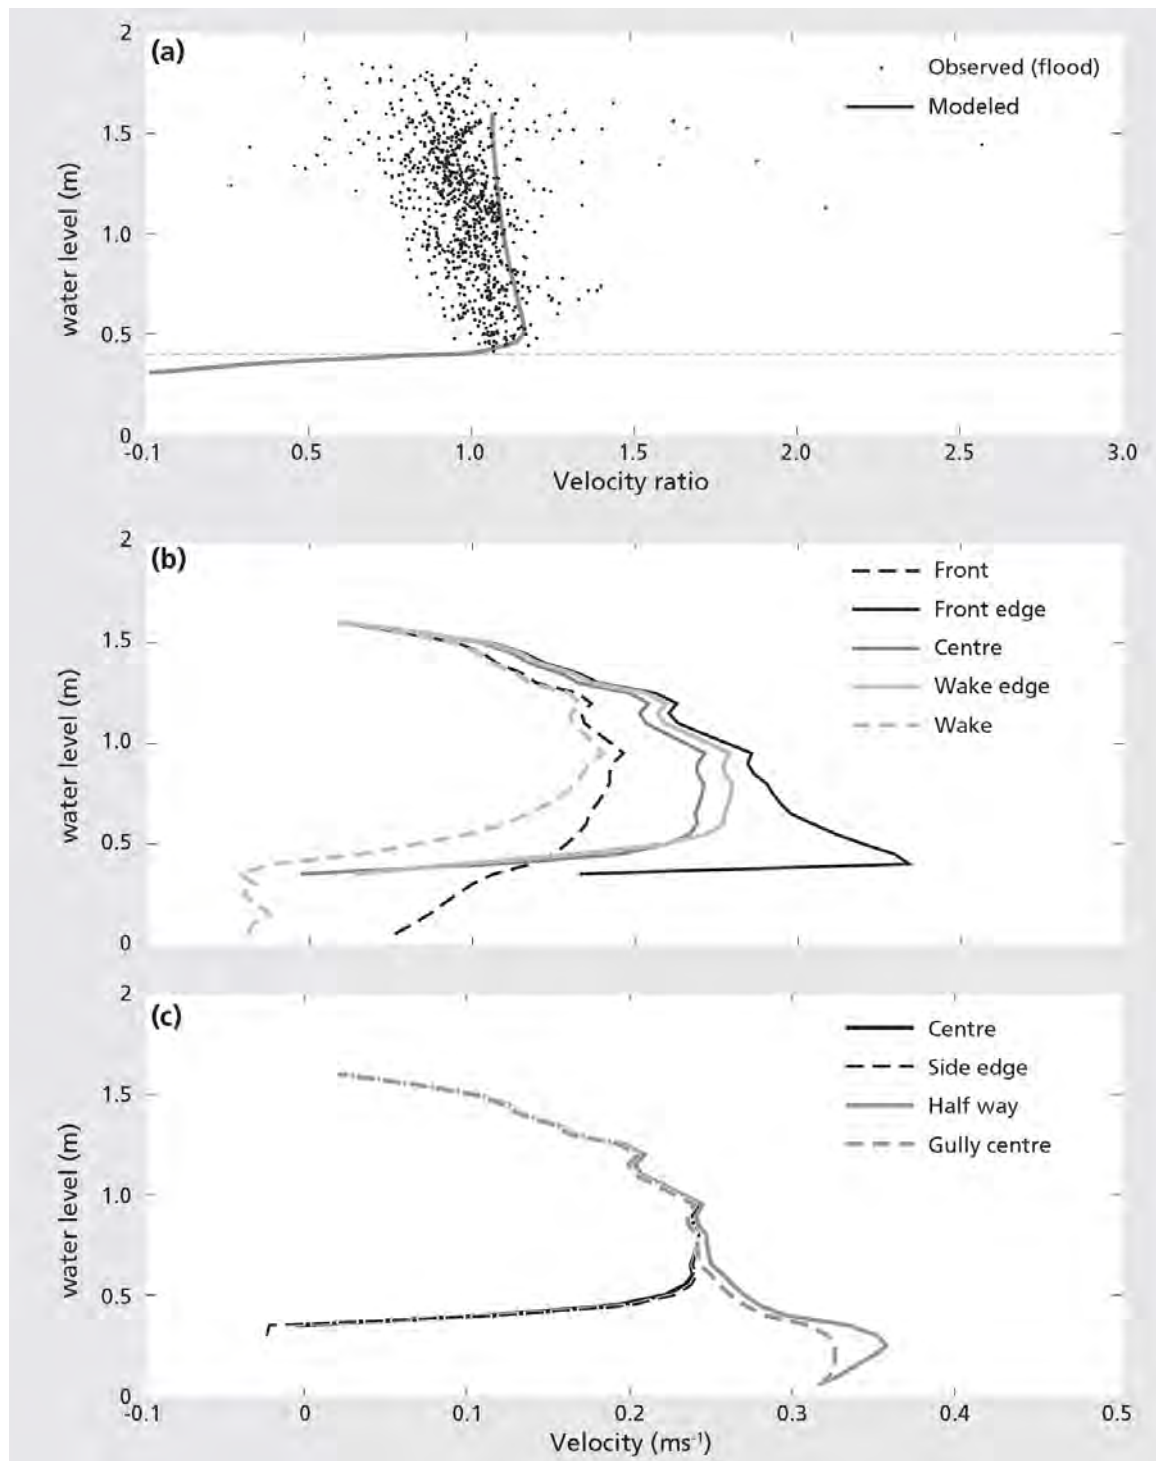 (a)
2
1.5
1.0
0.5
0
water level (m)
Observed (flood)
Modeled
-0.1 0.5 1.0 1.5 2.0 2.5 3.0
Velocity ratio
(b)
2
1.5
1.0
0.5
0
water level (m)
Front
Front edge
Centre
Wake edge
Wake
(c)
2
1.5
1.0
0.5
0
water level (m)
Centre
Side edge
Half way
Gully centre
-0.1 0 0.1 0.2 0.3 0.4 0.5
Velocity (ms⁻¹)